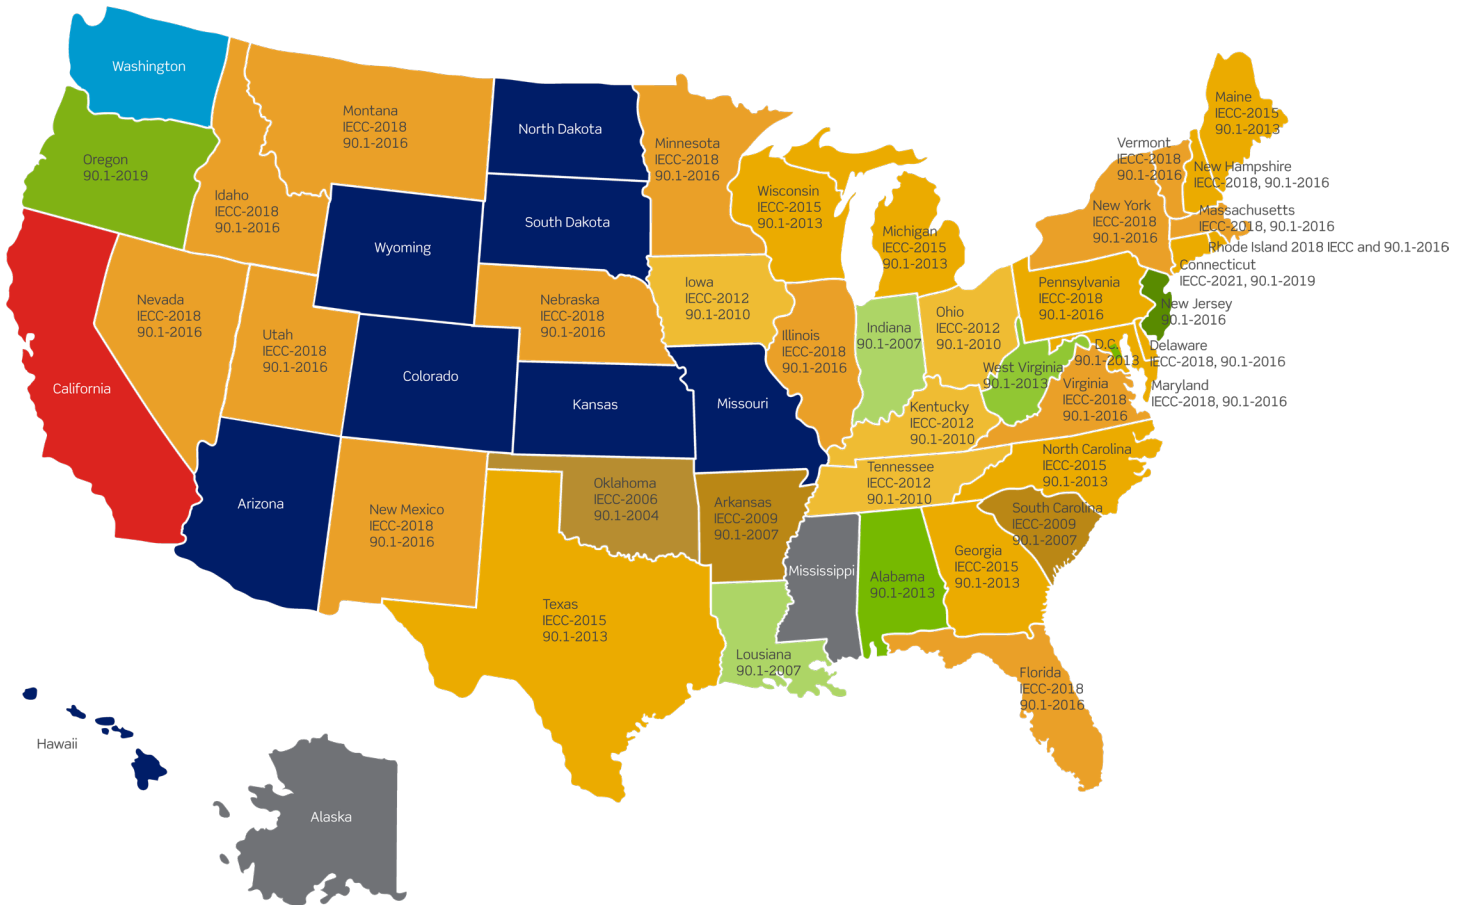 Washington
Oregon
90.1-2019
California
Idaho
IECC-2018
90.1-2016
Nevada
IECC-2018
90.1-2016
Montana
IECC-2018
90.1-2016
Wyoming
Utah
IECC-2018
90.1-2016
Colorado
Arizona
New Mexico
IECC-2018
90.1-2016
North Dakota
South Dakota
Nebraska
IECC-2018
90.1-2016
Kansas
Oklahoma
IECC-2006
90.1-2004
Texas
IECC-2015
90.1-2013
Minnesota
IECC-2018
90.1-2016
Iowa
IECC-2012
90.1-2010
Missouri
Arkansas
IECC-2009
90.1-2007
Lousiana
90.1-2007
Wisconsin
IECC-2015
90.1-2013
Illinois
IECC-2018
90.1-2016
Michigan
IECC-2015
90.1-2013
Indiana
90.1-2007
Ohio
IECC-2012
90.1-2010
Kentucky
IECC-2012
90.1-2010
Tennessee
IECC-2012
90.1-2010
Mississippi
Alabama
90.1-2013
Georgia
IECC-2015
90.1-2013
Florida
IECC-2018
90.1-2016
South Carolina
IECC-2009
90.1-2007
North Carolina
IECC-2015
90.1-2013
Virginia
IECC-2018
90.1-2016
West Virginia
90.1-2013
D.C.
90.1-2013
Pennsylvania
IECC-2018
90.1-2016
New York
IECC-2018
90.1-2016
Vermont
IECC-2018
90.1-2016
Maine
IECC-2015
90.1-2013
New Hampshire
IECC-2018, 90.1-2016
Massachusetts
IECC-2018, 90.1-2016
Rhode Island 2018 IECC and 90.1-2016
Connecticut
IECC-2021, 90.1-2019
New Jersey
90.1-2016
Delaware
IECC-2018, 90.1-2016
Maryland
IECC-2018, 90.1-2016
Hawaii
Alaska